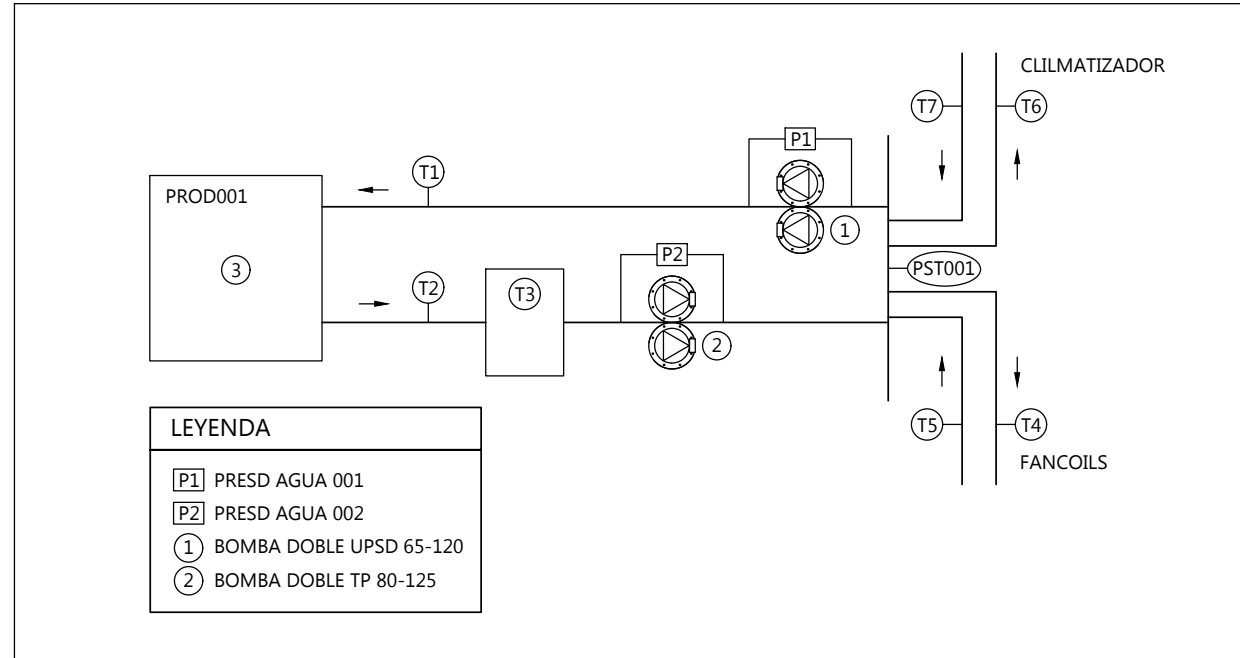 CLILMATIZADOR
T7
T6
P1
T1
PROD001
1
P2
3
PST001
T2
T3
2
LEYENDA
T5
T4
P1 PRESD AGUA 001
FANCOILS
P2 PRESD AGUA 002
1 BOMBA DOBLE UPSD 65-120
2 BOMBA DOBLE TP 80-125